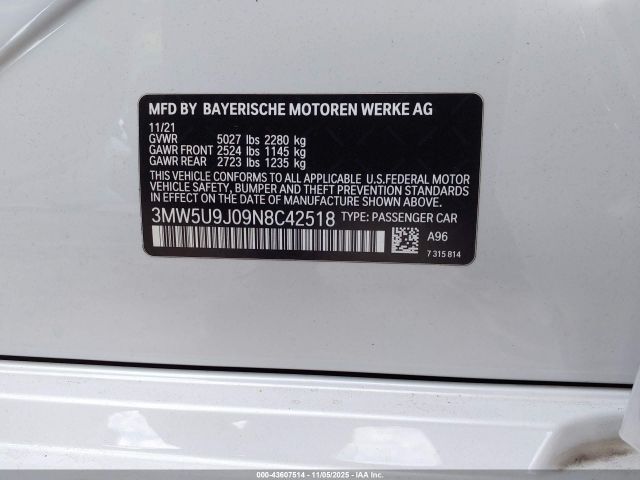 MFD BY BAYERISCHE MOTOREN WERKE AG
11/21
GVWR 5027 lbs 2280 kg
GAWR FRONT 2524 lbs 1145 kg
GAWR REAR 2723 lbs 1235 kg
THIS VEHICLE CONFORMS TO ALL APPLICABLE U.S.FEDERAL MOTOR
VEHICLE SAFETY, BUMPER AND THEFT PREVENTION STANDARDS
IN EFFECT ON THE DATE OF MANUFACTURE SHOWN ABOVE.
3MW5U9J09N8C42518 TYPE: PASSENGER CAR
A96
7 315 814
000-43607514 - 11/05/2025 - IAAI.COM